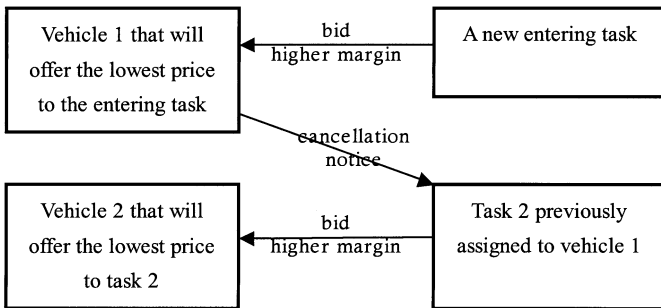 Vehicle 1 that will
offer the lowest price
to the entering task
bid
higher margin
A new entering task
cancellation
notice
Vehicle 2 that will
offer the lowest price
to task 2
bid
higher margin
Task 2 previously
assigned to vehicle 1